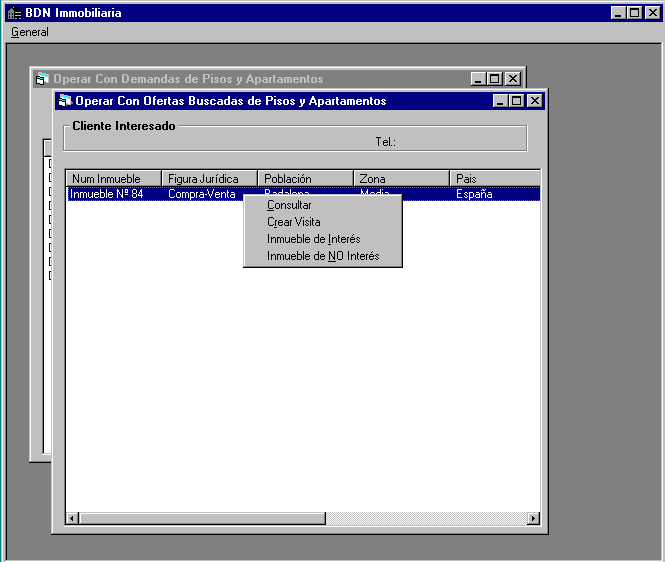 BDN Immobiliaria
General
Operar Con Demandas de Pisos y Apartamentos
Operar Con Ofertas Buscadas de Pisos y Apartamentos
Cliente Interesado
Tel.:
Num Inmueble Figura Jurídica Población Zona Pais
Inmueble Nº 84 Compra-Venta Badalona Media España
Consultar
Crear Visita
Inmueble de Interés
Inmueble de NO Interés